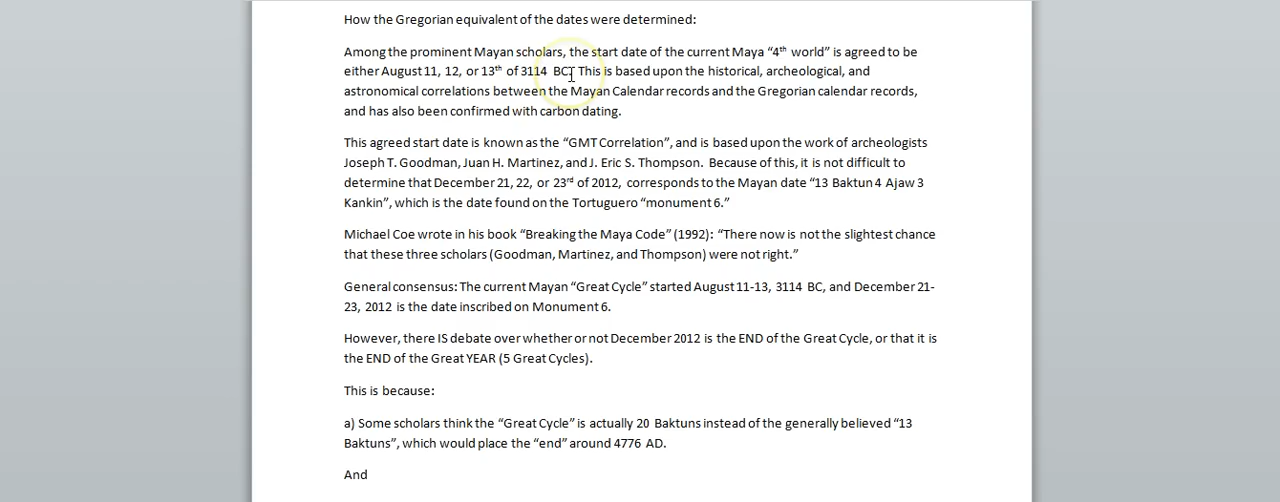 How the Gregorian equivalent of the dates were determined:
Among the prominent Mayan scholars, the start date of the current Maya “4th world” is agreed to be
either August 11, 12, or 13th of 3114 BC. This is based upon the historical, archeological, and
astronomical correlations between the Mayan Calendar records and the Gregorian calendar records,
and has also been confirmed with carbon dating.
This agreed start date is known as the “GMT Correlation”, and is based upon the work of archeologists
Joseph T. Goodman, Juan H. Martinez, and J. Eric S. Thompson. Because of this, it is not difficult to
determine that December 21, 22, or 23rd of 2012, corresponds to the Mayan date “13 Baktun 4 Ajaw 3
Kankin”, which is the date found on the Tortuguero “monument 6.”
Michael Coe wrote in his book “Breaking the Maya Code” (1992): “There now is not the slightest chance
that these three scholars (Goodman, Martinez, and Thompson) were not right.”
General consensus: The current Mayan “Great Cycle” started August 11-13, 3114 BC, and December 21-
23, 2012 is the date inscribed on Monument 6.
However, there IS debate over whether or not December 2012 is the END of the Great Cycle, or that it is
the END of the Great YEAR (5 Great Cycles).
This is because:
a) Some scholars think the “Great Cycle” is actually 20 Baktuns instead of the generally believed “13
Baktuns”, which would place the “end” around 4776 AD.
And